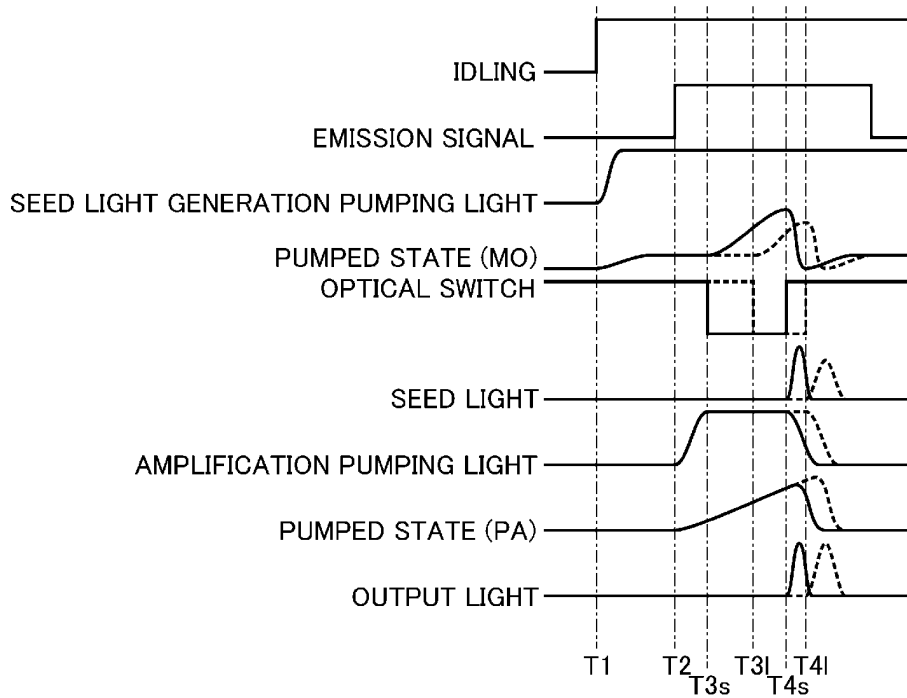 IDLING
EMISSION SIGNAL
SEED LIGHT GENERATION PUMPING LIGHT
PUMPED STATE (MO)
OPTICAL SWITCH
SEED LIGHT
AMPLIFICATION PUMPING LIGHT
PUMPED STATE (PA)
OUTPUT LIGHT
T1 T2 T3l T4l
T3s T4s